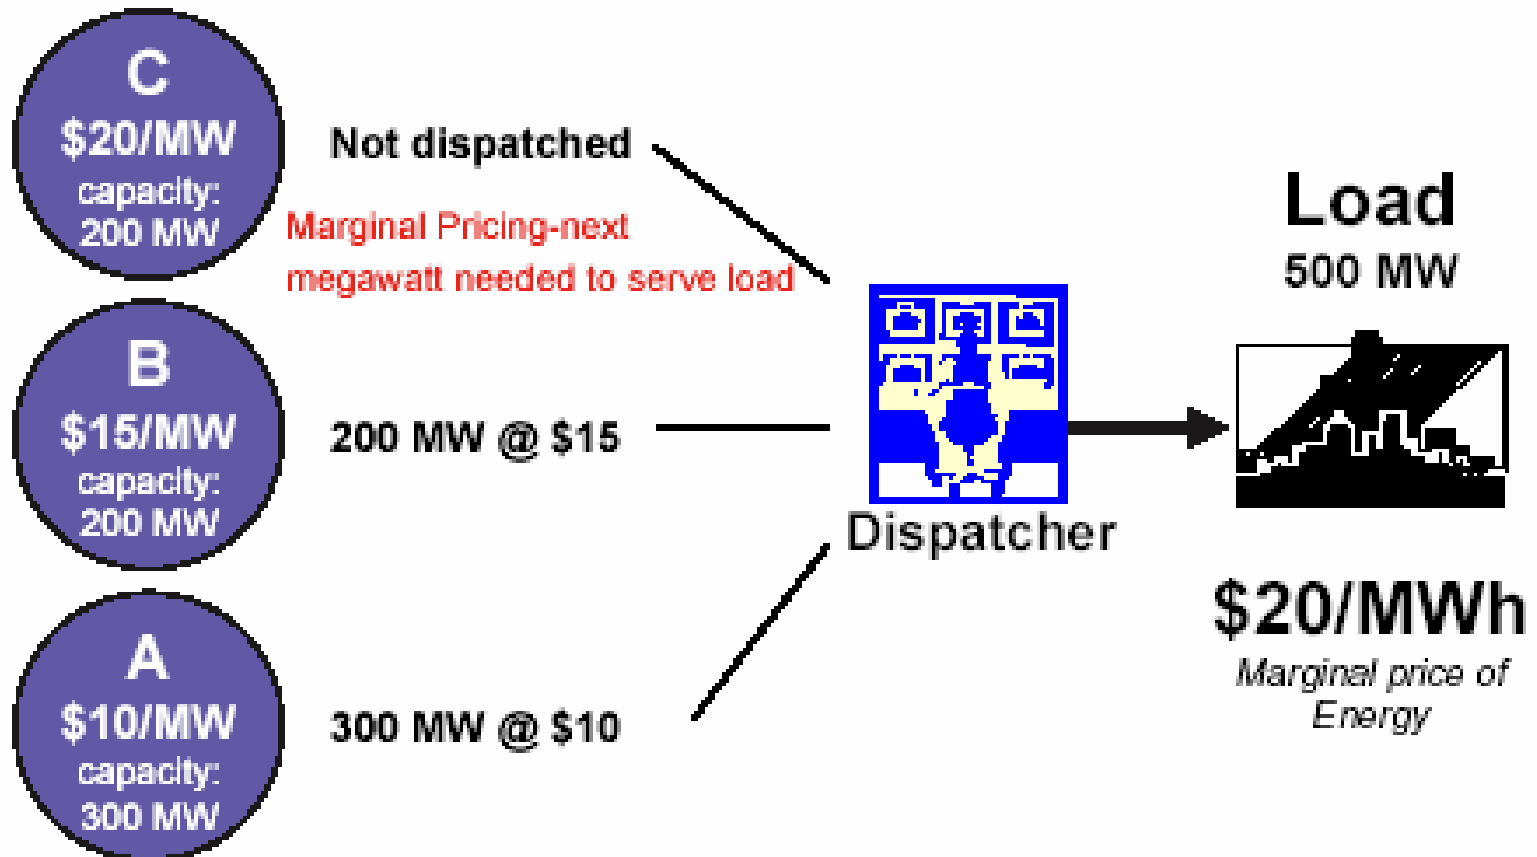 C
$20/MW
capacity:
200 MW
Not dispatched
Marginal Pricing-next
megawatt needed to serve load
B
$15/MW
capacity:
200 MW
200 MW @ $15
A
$10/MW
capacity:
300 MW
300 MW @ $10
Dispatcher
Load
500 MW
$20/MWh
Marginal price of
Energy